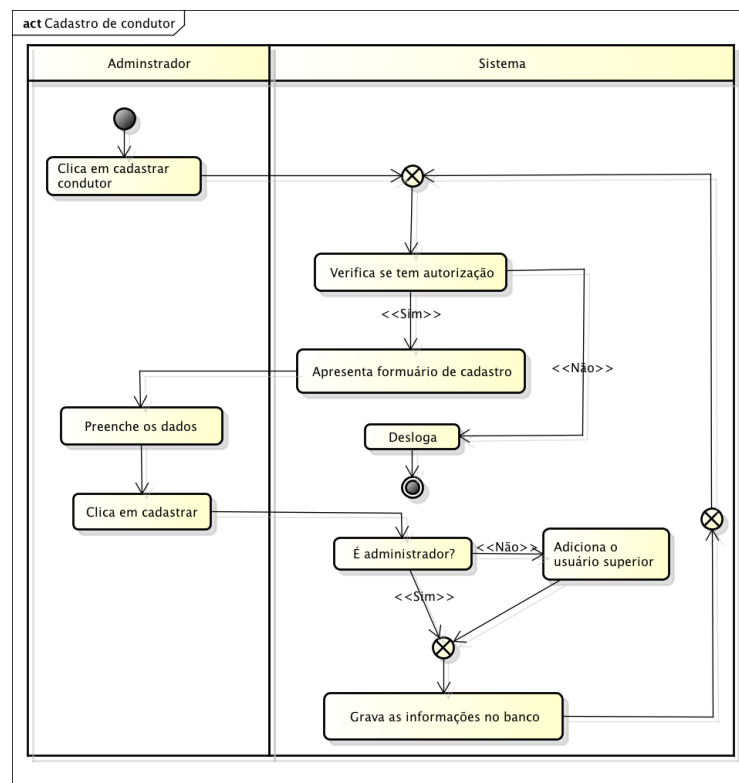 act Cadastro de condutor
Adminstrador
Sistema
Clica em cadastrar
condutor
Verifica se tem autorização
<<Sim>>
Apresenta formuário de cadastro
<<Não>>
Preenche os dados
Desloga
Clica em cadastrar
É administrador?
<<Não>>
Adiciona o
usuário superior
<<Sim>>
Grava as informações no banco